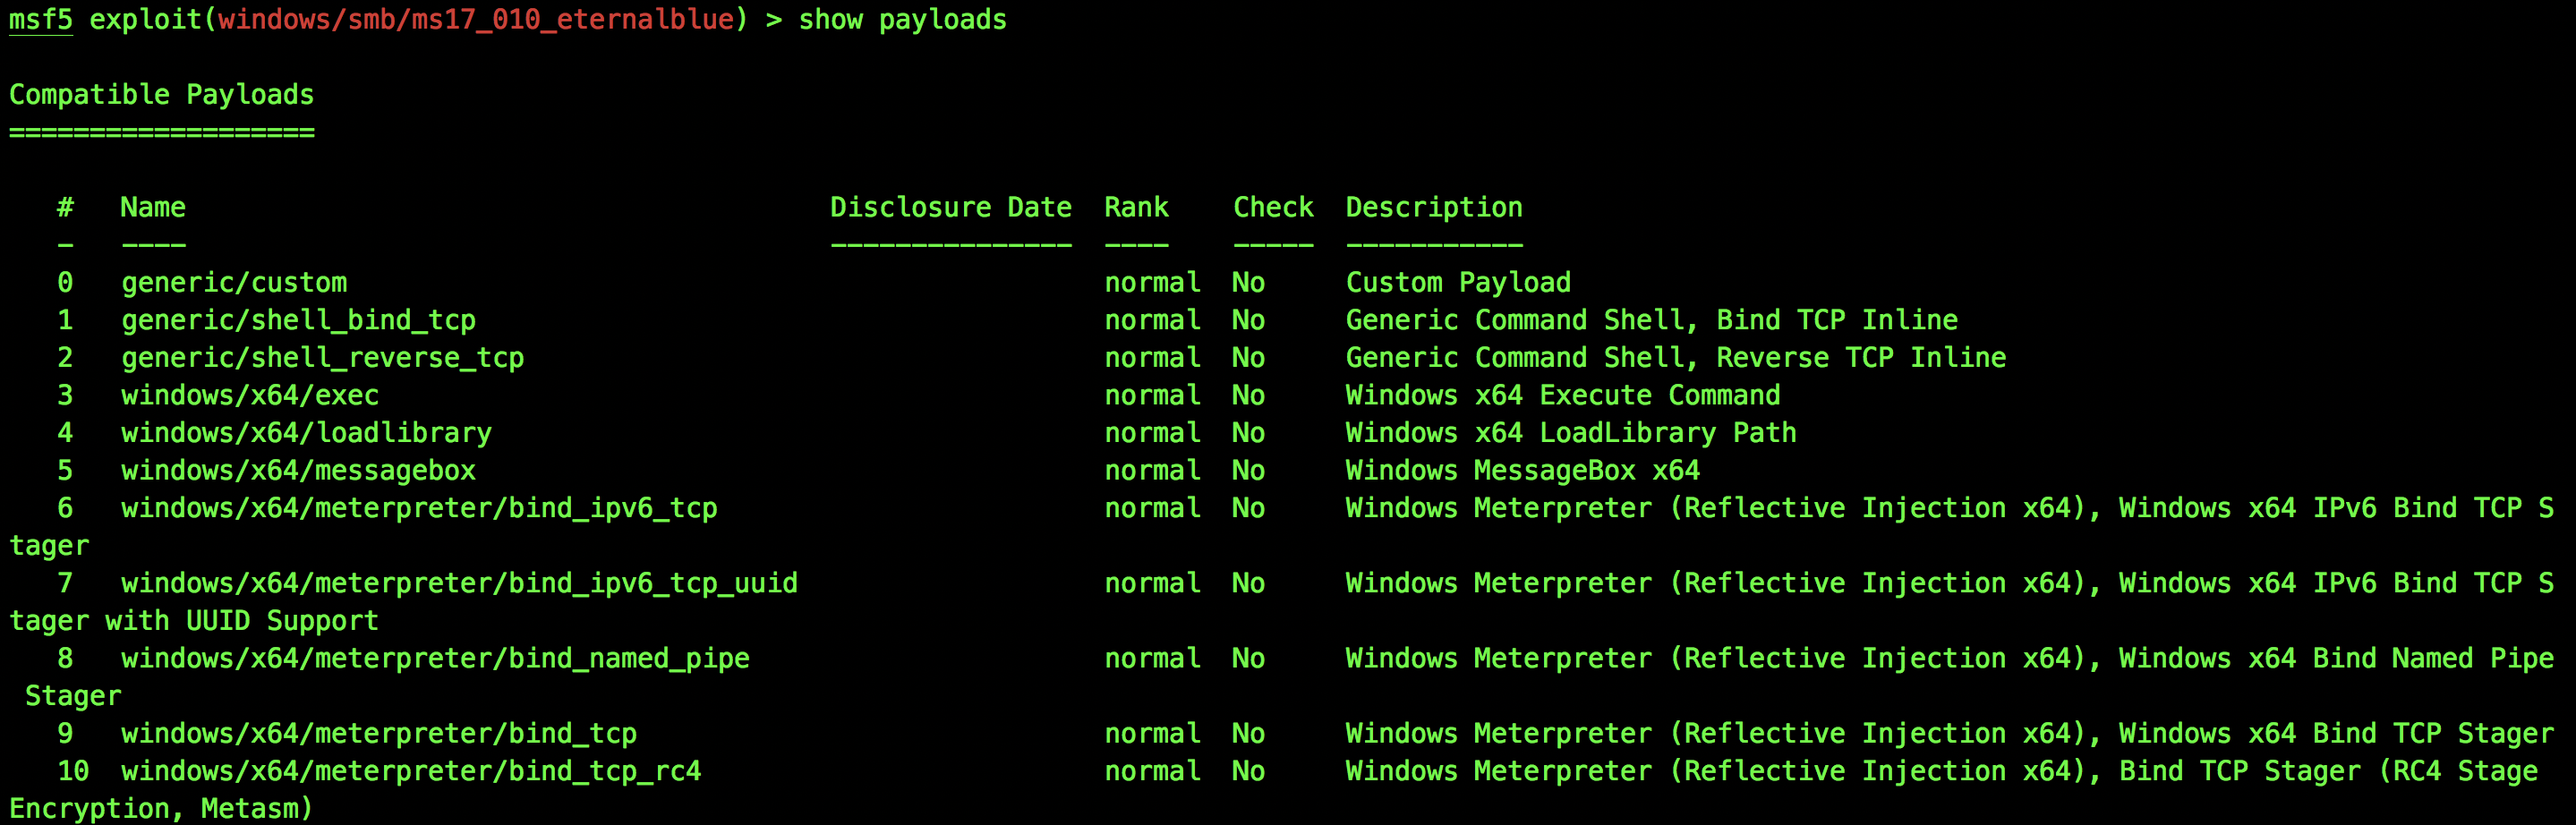 msf5 exploit(windows/smb/ms17_010_eternalblue) > show payloads
Compatible Payloads
===================
#   Name                                        Disclosure Date  Rank    Check  Description
-   ----                                        ---------------  ----    -----  -----------
0   generic/custom                                               normal  No     Custom Payload
1   generic/shell_bind_tcp                                       normal  No     Generic Command Shell, Bind TCP Inline
2   generic/shell_reverse_tcp                                    normal  No     Generic Command Shell, Reverse TCP Inline
3   windows/x64/exec                                             normal  No     Windows x64 Execute Command
4   windows/x64/loadlibrary                                      normal  No     Windows x64 LoadLibrary Path
5   windows/x64/messagebox                                       normal  No     Windows MessageBox x64
6   windows/x64/meterpreter/bind_ipv6_tcp                        normal  No     Windows Meterpreter (Reflective Injection x64), Windows x64 IPv6 Bind TCP S
tager
7   windows/x64/meterpreter/bind_ipv6_tcp_uuid                   normal  No     Windows Meterpreter (Reflective Injection x64), Windows x64 IPv6 Bind TCP S
tager with UUID Support
8   windows/x64/meterpreter/bind_named_pipe                      normal  No     Windows Meterpreter (Reflective Injection x64), Windows x64 Bind Named Pipe
Stager
9   windows/x64/meterpreter/bind_tcp                             normal  No     Windows Meterpreter (Reflective Injection x64), Windows x64 Bind TCP Stager
10  windows/x64/meterpreter/bind_tcp_rc4                         normal  No     Windows Meterpreter (Reflective Injection x64), Bind TCP Stager (RC4 Stage
Encryption, Metasm)